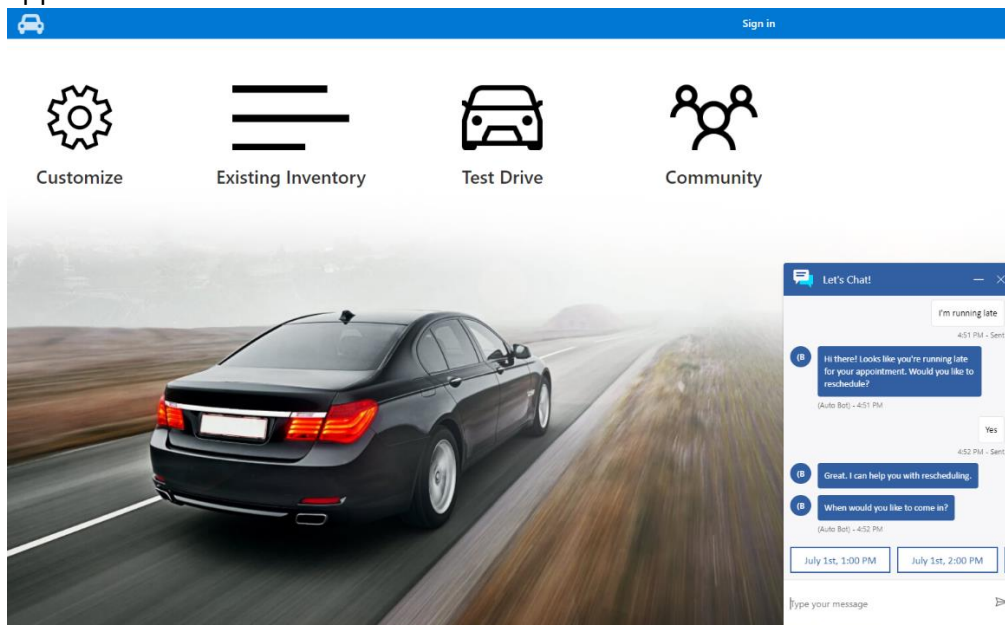 Sign in
Customize
Existing Inventory
Test Drive
Community
Let's Chat!
I'm running late
4:51 PM - Sent
(B
Hi there! Looks like you're running late
for your appointment. Would you like to
reschedule?
(Auto Bot) - 4:51 PM
Yes
4:52 PM - Sent
(B
Great. I can help you with rescheduling.
(B
When would you like to come in?
(Auto Bot) - 4:52 PM
July 1st, 1:00 PM
July 1st, 2:00 PM
Type your message